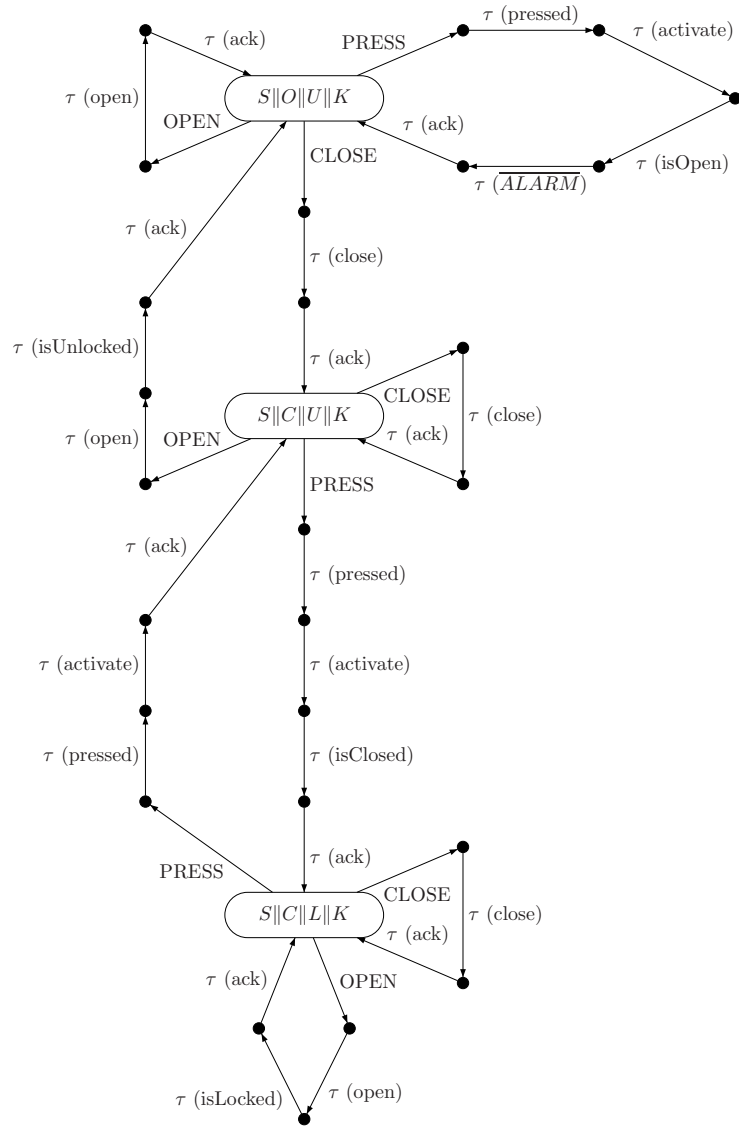 τ (pressed)
τ (ack)
PRESS
τ (activate)
τ (open)
S||O||U||K
OPEN
τ (ack)
CLOSE
τ (isOpen)
τ (ALARM)
τ (ack)
τ (close)
τ (isUnlocked)
τ (ack)
CLOSE
τ (open)
OPEN
S||C||U||K
τ (close)
τ (ack)
PRESS
τ (ack)
τ (pressed)
τ (activate)
τ (activate)
τ (pressed)
τ (isClosed)
τ (ack)
PRESS
CLOSE
S||C||L||K
τ (close)
τ (ack)
τ (ack)
OPEN
τ (isLocked)
τ (open)